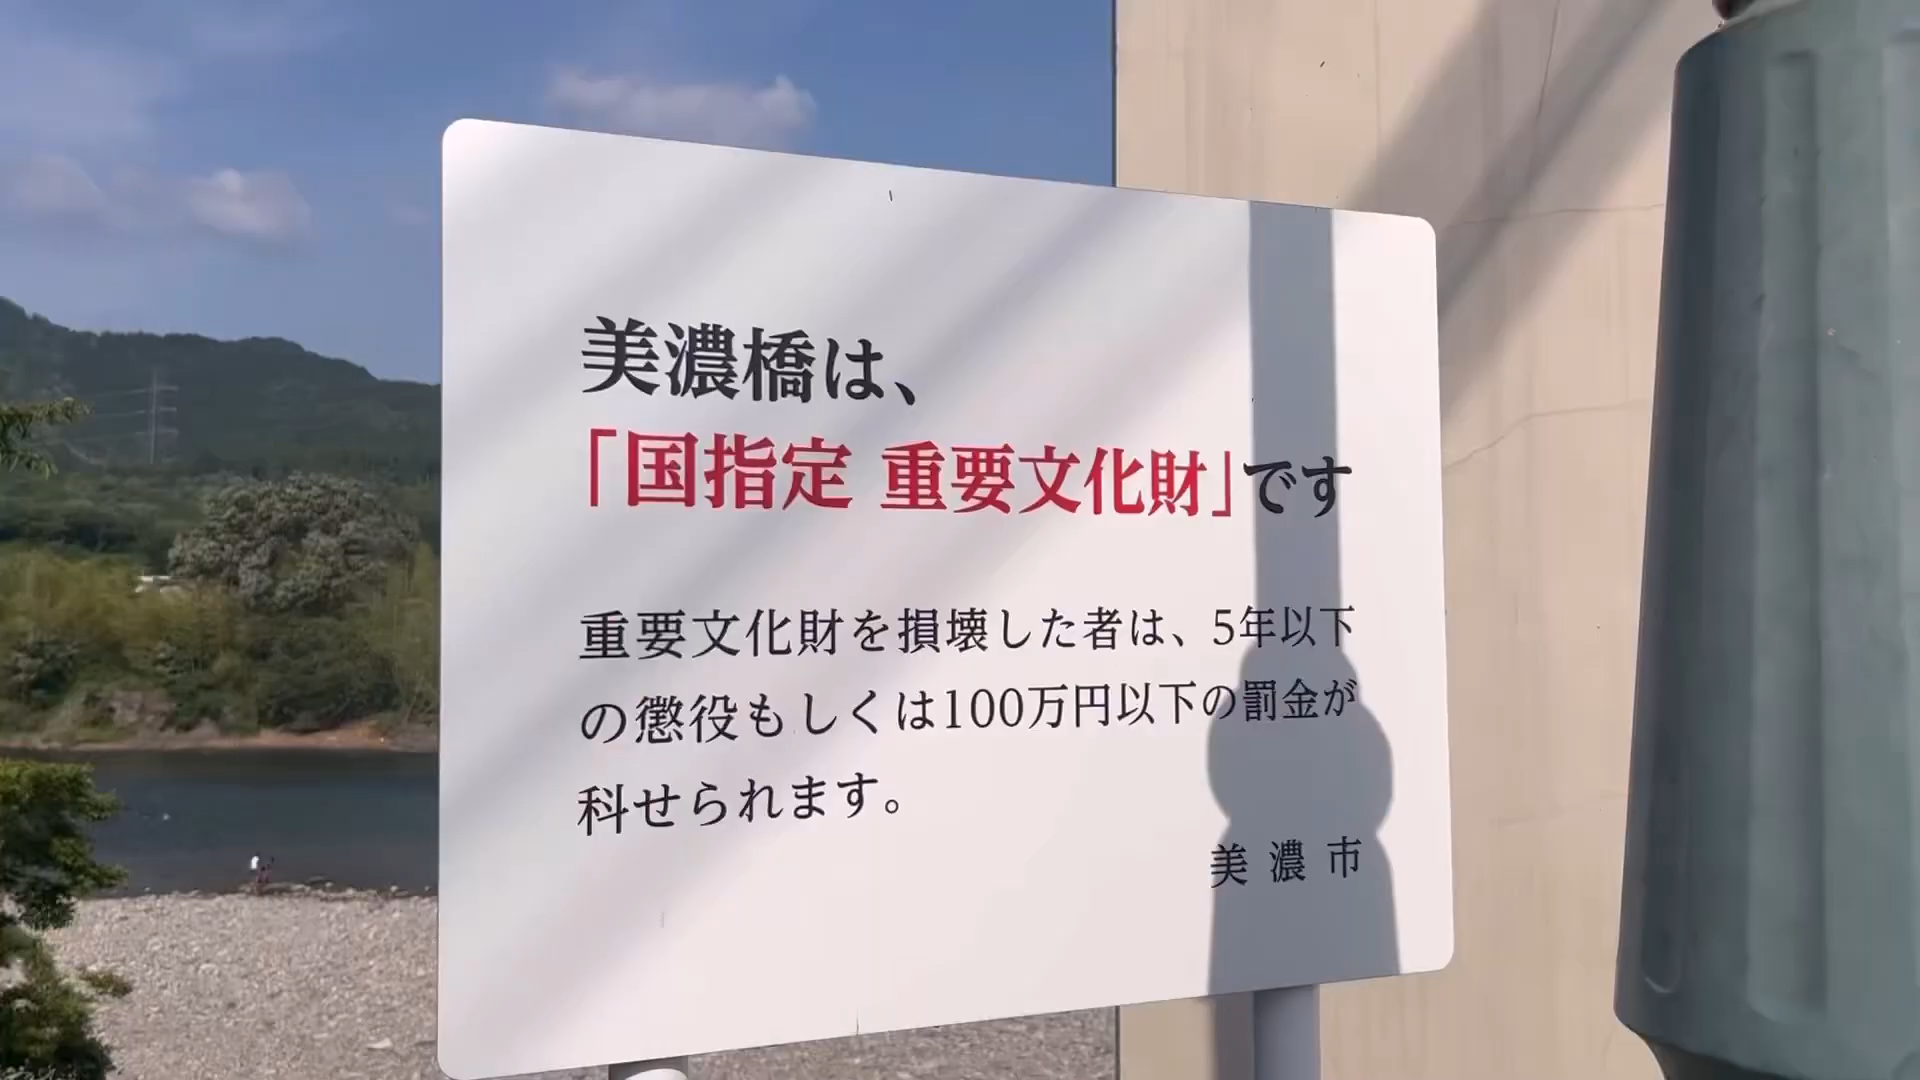 美濃橋は、
「国指定 重要文化財」です
重要文化財を損壊した者は、5年以下
の懲役もしくは100万円以下の罰金が
科せられます。
美濃市